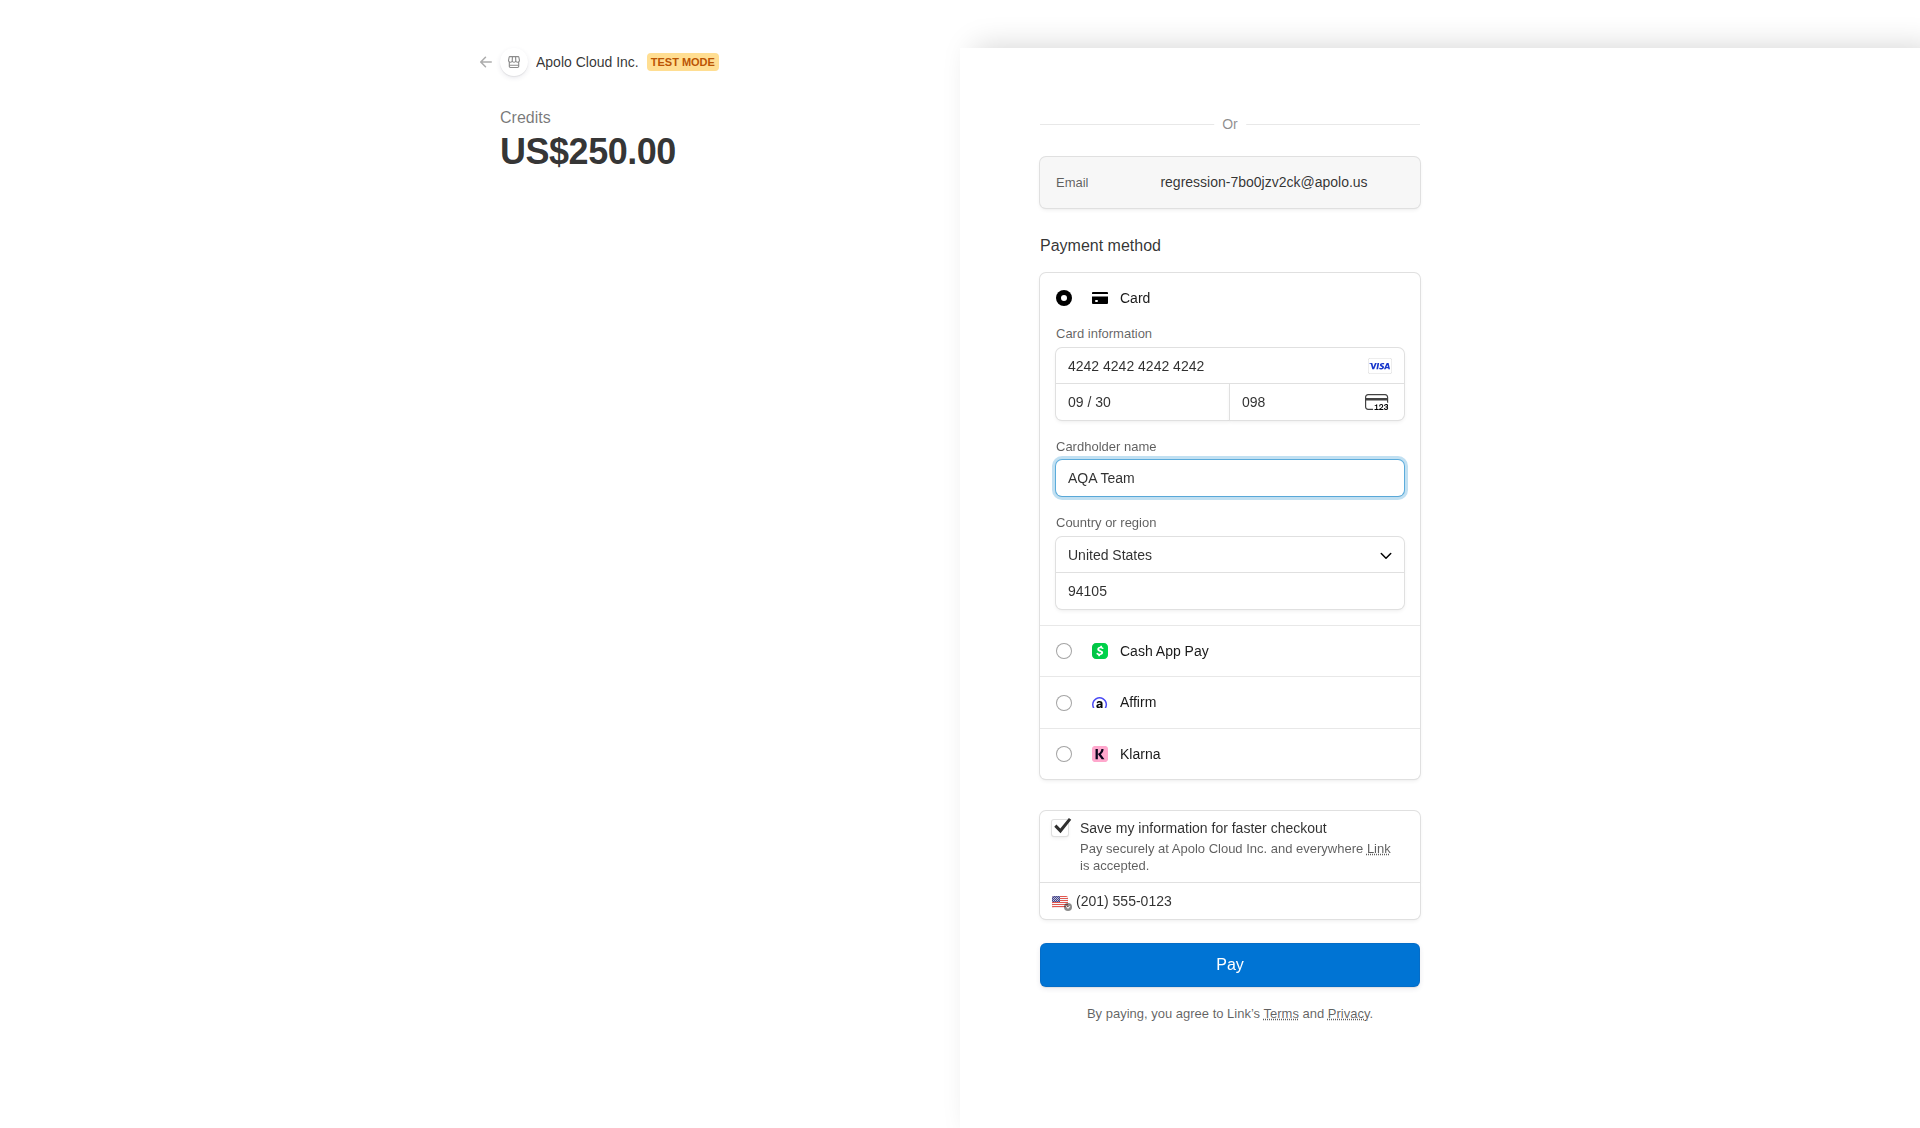 Apolo Cloud Inc. TEST MODE
Credits
US$250.00
Or
Email regression-7bo0jzv2ck@apolo.us
Payment method
Card
Card information
4242 4242 4242 4242 VISA
09 / 30 098 123
Cardholder name
AQA Team
Country or region
United States
94105
$ Cash App Pay
a Affirm
K Klarna
Save my information for faster checkout
Pay securely at Apolo Cloud Inc. and everywhere Link
is accepted.
(201) 555-0123
Pay
By paying, you agree to Link’s Terms and Privacy.